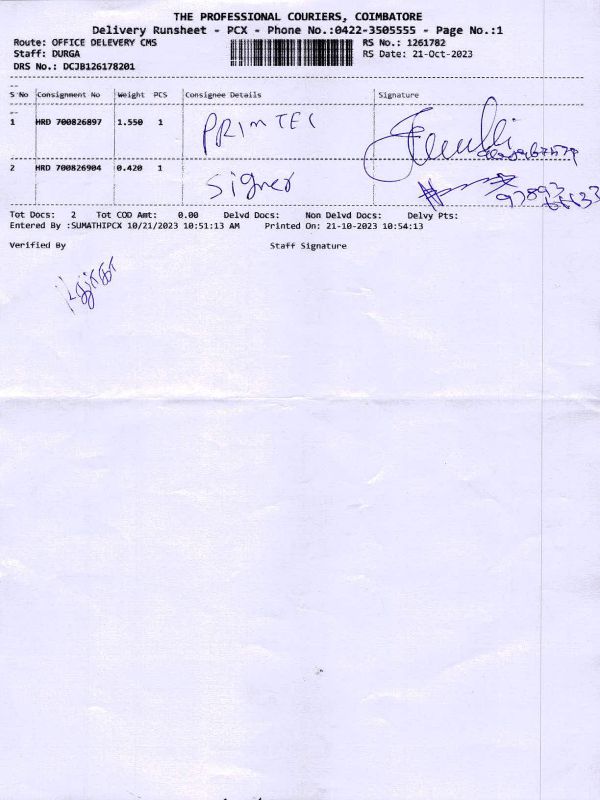 THE PROFESSIONAL COURIERS, COIMBATORE
Delivery Runsheet - PCX - Phone No.:0422-3505555 - Page No.:1
Route: OFFICE DELEVERY CMS RS No.: 1261782
Staff: DURGA RS Date: 21-Oct-2023
DRS No.: DCJB126178201
S No Consignment No Weight PCS Consignee Details Signature
1 HRD 700826897 1.550 1 PRIMTEC
2 HRD 700826904 0.420 1 Signer
Tot Docs: 2 Tot COD Amt: 0.00 Delvd Docs: Non Delvd Docs: Delvy Pts:
Entered By :SUMATHIPCX 10/21/2023 10:51:13 AM Printed On: 21-10-2023 10:54:13
Verified By Staff Signature